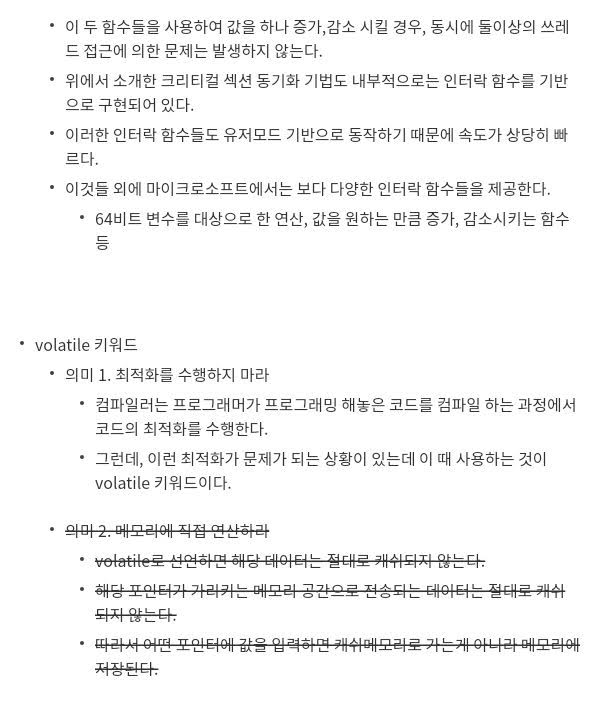 이 두 함수들을 사용하여 값을 하나 증가,감소 시킬 경우, 동시에 둘이상의 쓰레
드 접근에 의한 문제는 발생하지 않는다.
위에서 소개한 크리티컬 섹션 동기화 기법도 내부적으로는 인터락 함수를 기반
으로 구현되어 있다.
이러한 인터락 함수들도 유저모드 기반으로 동작하기 때문에 속도가 상당히 빠
르다.
이것들 외에 마이크로소프트에서는 보다 다양한 인터락 함수들을 제공한다.
64비트 변수를 대상으로 한 연산, 값을 원하는 만큼 증가, 감소시키는 함수
등
volatile 키워드
의미 1. 최적화를 수행하지 마라
컴파일러는 프로그래머가 프로그래밍 해놓은 코드를 컴파일 하는 과정에서
코드의 최적화를 수행한다.
그런데, 이런 최적화가 문제가 되는 상황이 있는데 이 때 사용하는 것이
volatile 키워드이다.
의미 2. 메모리에 직접 연산하라
volatile로 선언하면 해당 데이터는 절대로 캐쉬되지 않는다.
해당 포인터가 가리키는 메모리 공간으로 전송되는 데이터는 절대로 캐쉬
되지 않는다.
따라서 어떤 포인터에 값을 입력하면 캐쉬메모리로 가는게 아니라 메모리에
저장된다.